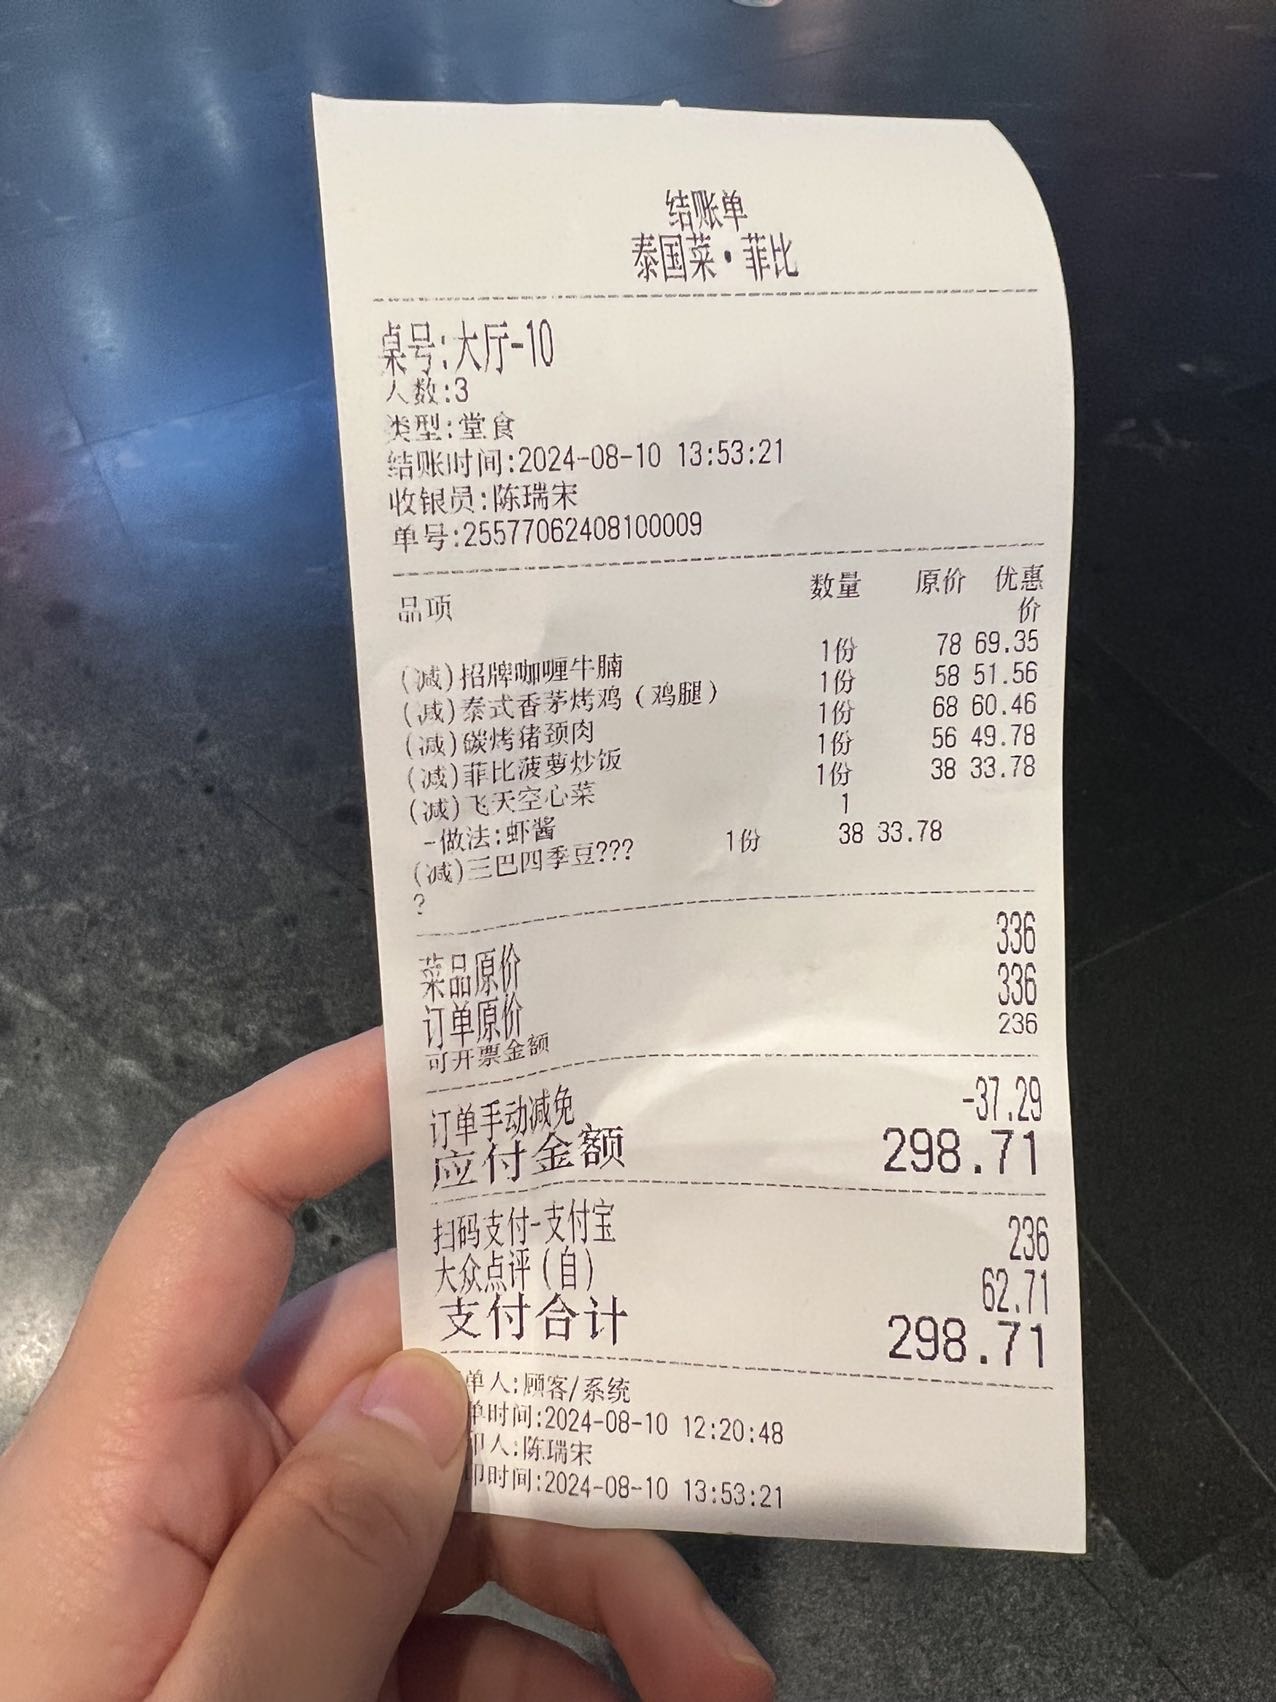 结账单
泰国菜·菲比
桌号:大厅-10
人数:3
类型:堂食
结账时间:2024-08-10 13:53:21
收银员:陈瑞宋
单号:25577062408100009
品项 数量 原价 优惠
价
(减)招牌咖喱牛腩 1份 78 69.35
(减)泰式香茅烤鸡(鸡腿) 1份 58 51.56
(减)碳烤猪颈肉 1份 68 60.46
(减)菲比菠萝炒饭 1份 56 49.78
(减)飞天空心菜 1份 38 33.78
-做法:虾酱 1
(减)三巴四季豆??? 1份 38 33.78
?
菜品原价 336
订单原价 336
可开票金额 236
订单手动减免 -37.29
应付金额 298.71
扫码支付-支付宝 236
大众点评(自) 62.71
支付合计 298.71
单人:顾客/系统
单时间:2024-08-10 12:20:48
印人:陈瑞宋
印时间:2024-08-10 13:53:21